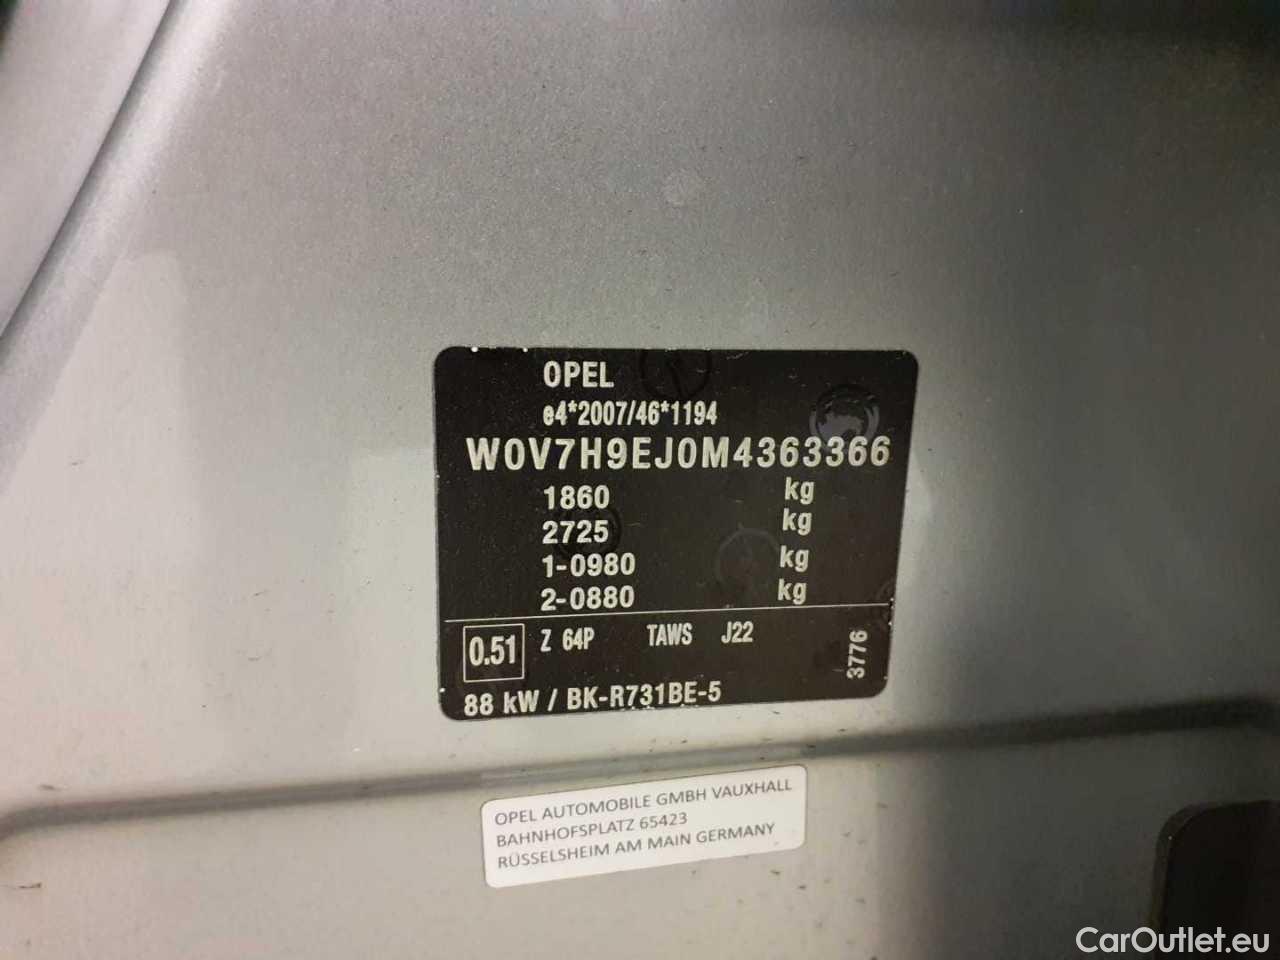 OPEL
e4*2007/46*1194
W0V7H9EJ0M4363366
1860 kg
2725 kg
1-0980 kg
2-0880 kg
0.51 Z 64P TAWS J22
3776
88 kW / BK-R731BE-5
OPEL AUTOMOBILE GMBH VAUXHALL
BAHNHOFSPLATZ 65423
RÜSSELSHEIM AM MAIN GERMANY
CarOutlet.eu